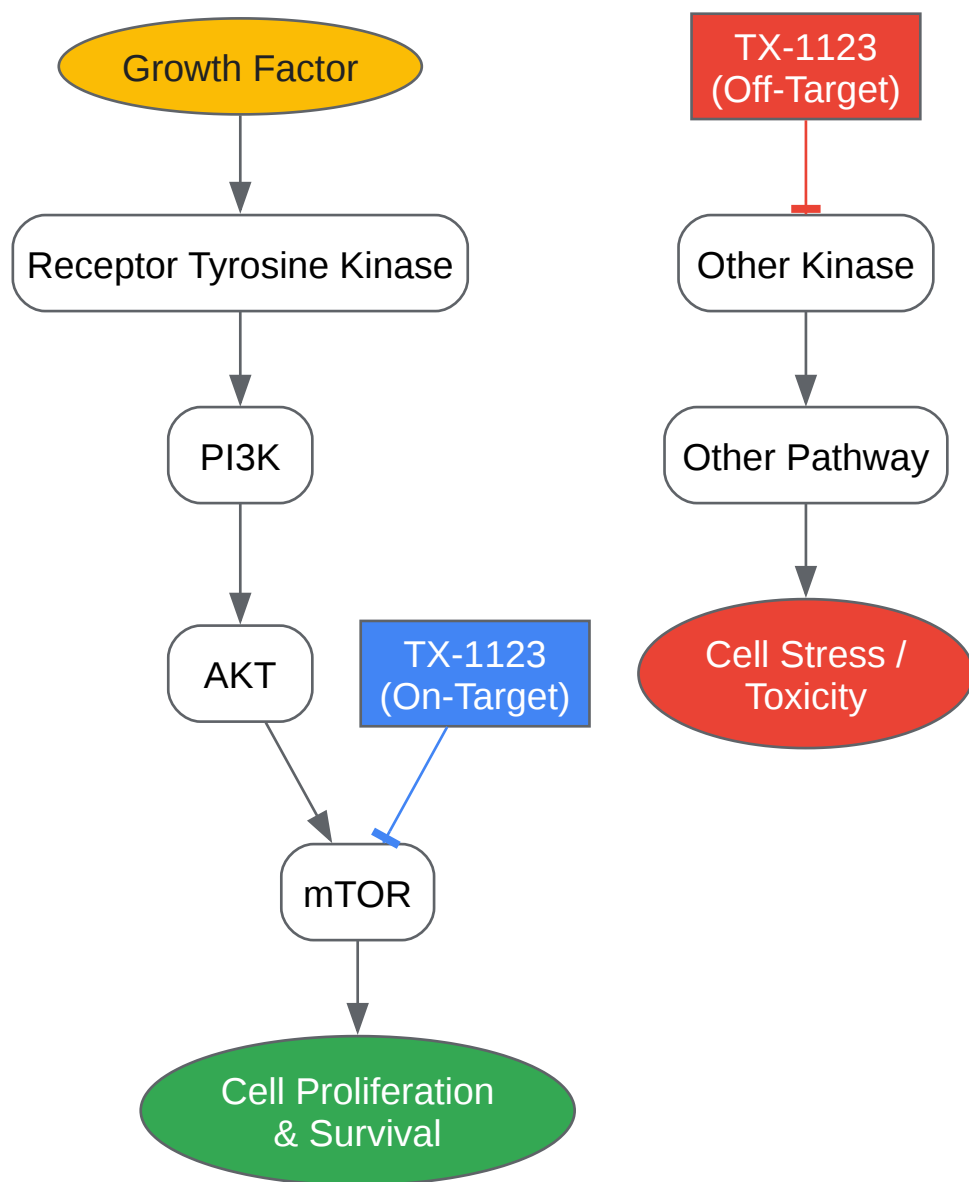 Growth Factor
TX-1123
(Off-Target)
Receptor Tyrosine Kinase
Other Kinase
PI3K
Other Pathway
AKT
TX-1123
(On-Target)
Cell Stress /
Toxicity
mTOR
Cell Proliferation
& Survival